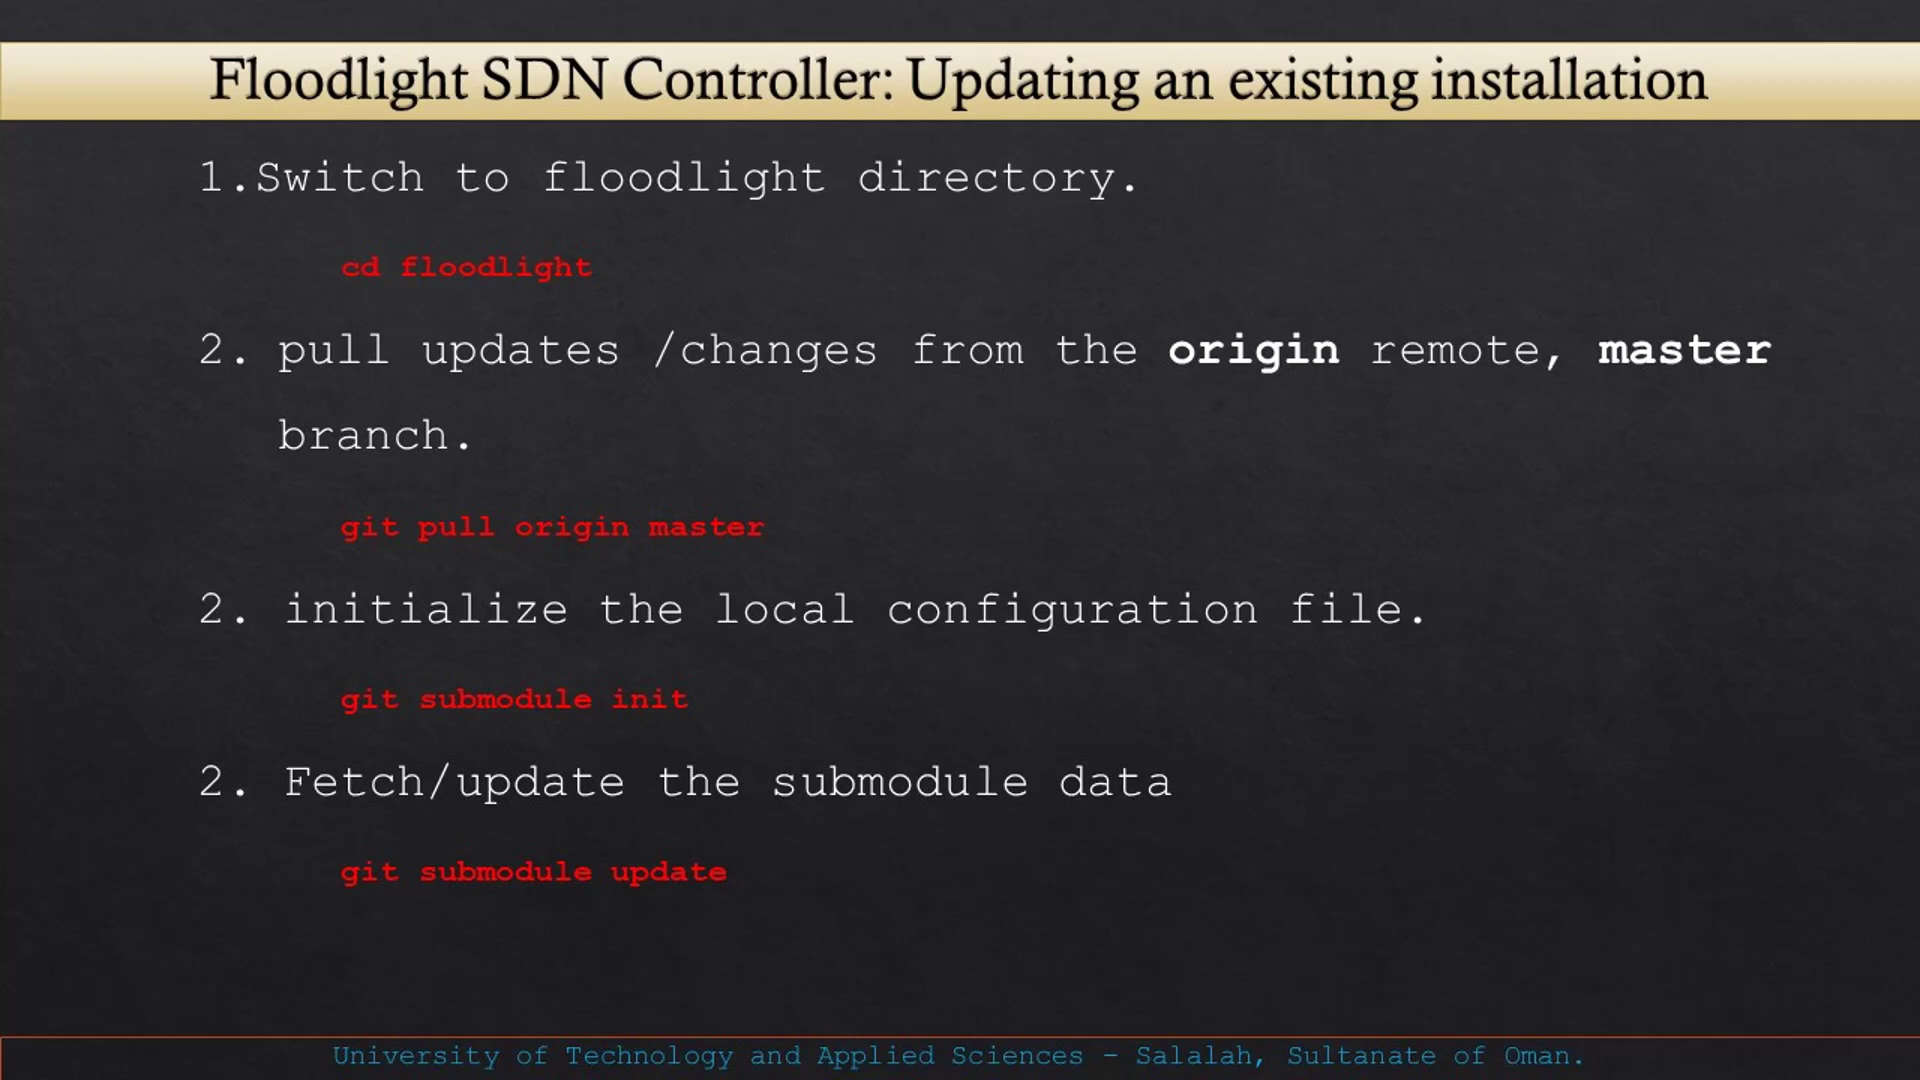 Floodlight SDN Controller: Updating an existing installation
1.Switch to floodlight directory.
cd floodlight
2. pull updates /changes from the origin remote, master
branch.
git pull origin master
2. initialize the local configuration file.
git submodule init
2. Fetch/update the submodule data
git submodule update
University of Technology and Applied Sciences – Salalah, Sultanate of Oman.